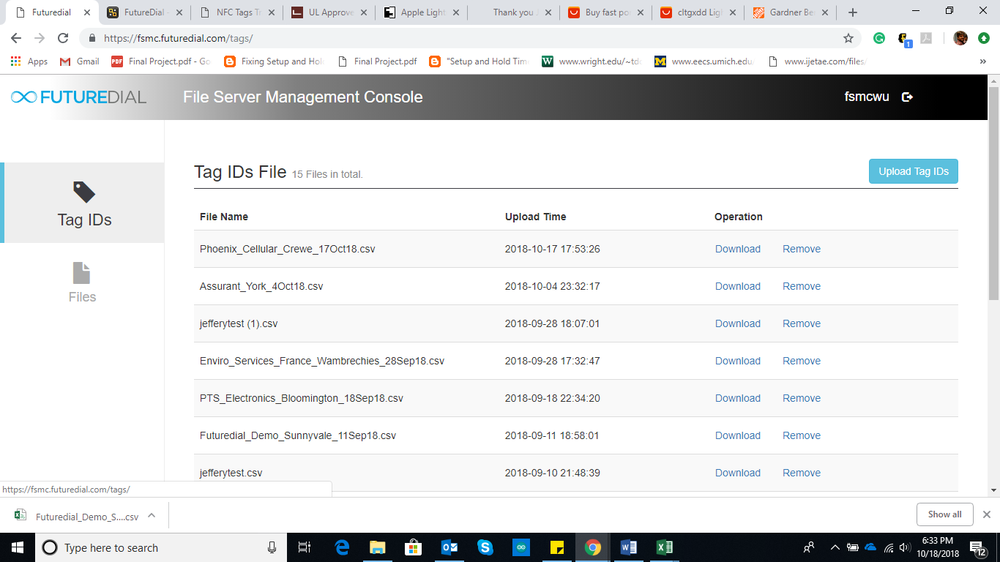 Futuredial
FutureDial -
NFC Tags Tr
UL Approve
Apple Light
Thank you
Buy fast po
cltgxdd Ligh
Gardner Be
https://fsmc.futuredial.com/tags/
1
Apps
Gmail
PDF
Final Project.pdf - Go
Fixing Setup and Hol
Final Project.pdf
"Setup and Hold Tim
www.wright.edu/~tdo
www.eecs.umich.edu
www.ijetae.com/files/
»
FUTUREDIAL
File Server Management Console
fsmcwu
Tag IDs File 15 Files in total.
Upload Tag IDs
Tag IDs
Files
File Name Upload Time Operation
Phoenix_Cellular_Crewe_17Oct18.csv 2018-10-17 17:53:26 Download Remove
Assurant_York_4Oct18.csv 2018-10-04 23:32:17 Download Remove
jefferytest (1).csv 2018-09-28 18:07:01 Download Remove
Enviro_Services_France_Wambrechies_28Sep18.csv 2018-09-28 17:32:47 Download Remove
PTS_Electronics_Bloomington_18Sep18.csv 2018-09-18 22:34:20 Download Remove
Futuredial_Demo_Sunnyvale_11Sep18.csv 2018-09-11 18:58:01 Download Remove
jefferytest.csv 2018-09-10 21:48:39 Download Remove
https://fsmc.futuredial.com/tags/
Futuredial_Demo_S....csv
Show all
Type here to search
6:33 PM
10/18/2018
12